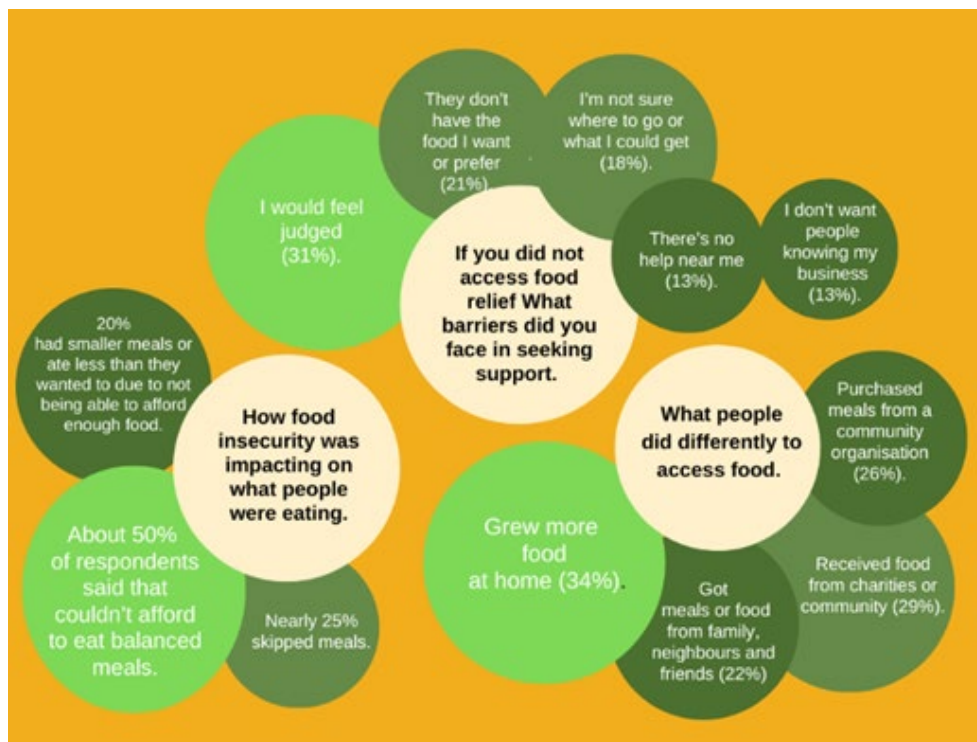 They don't
have the
food I want
or prefer
(21%)
I'm not sure
where to go or
what I could get
(18%).
I would feel
judged
(31%).
If you did not
access food
relief What
barriers did you
face in seeking
support.
There's no
help near me
(13%).
I don't want
people
knowing my
business
(13%).
20%
had smaller meals or
ate less than they
wanted to due to not
being able to afford
enough food.
How food
insecurity was
impacting on
what people
were eating.
About 50%
of respondents
said that
couldn't afford
to eat balanced
meals.
Nearly 25%
skipped meals.
What people
did differently to
access food.
Purchased
meals from a
community
organisation
(26%).
Grew more
food
at home (34%).
Got
meals or food
from family,
neighbours and
friends (22%)
Received food
from charities or
community (29%).